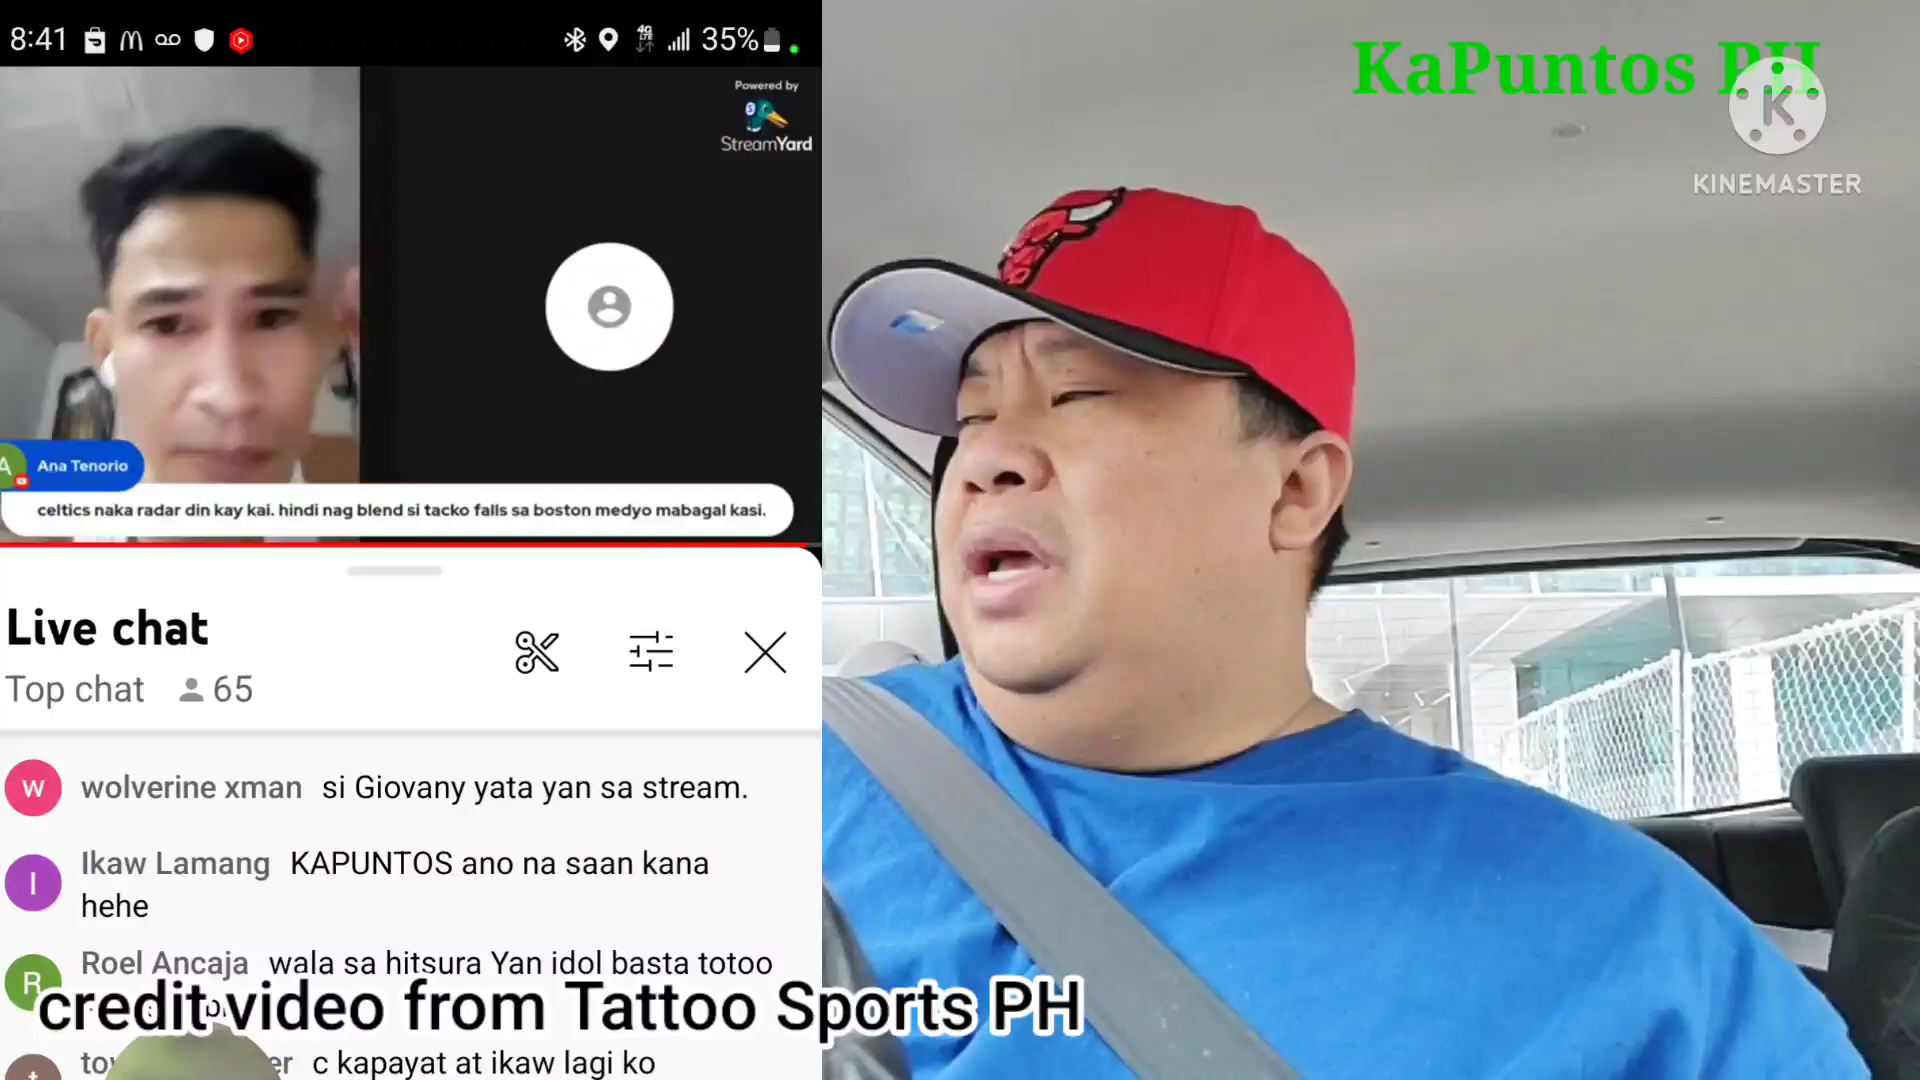 8:41
4G
35%
KaPuntos PH
K
KINEMASTER
Powered by
StreamYard
A
Ana Tenorio
celtics naka radar din kay kai. hindi nag blend si tacko falls sa boston medyo mabagal kasi.
Live chat
Top chat 65
W wolverine xman si Giovany yata yan sa stream.
I Ikaw Lamang KAPUNTOS ano na saan kana
hehe
R Roel Ancaja wala sa hitsura Yan idol basta totoo
credit video from Tattoo Sports PH
c kapayat at ikaw lagi ko